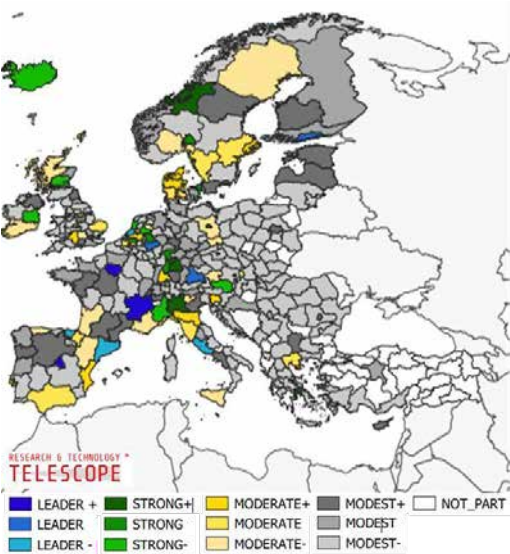 RESEARCH & TECHNOLOGY
TELESCOPE
LEADER + STRONG+ MODERATE+ MODEST+ NOT_PART
LEADER STRONG MODERATE MODEST
LEADER - STRONG- MODERATE- MODEST-